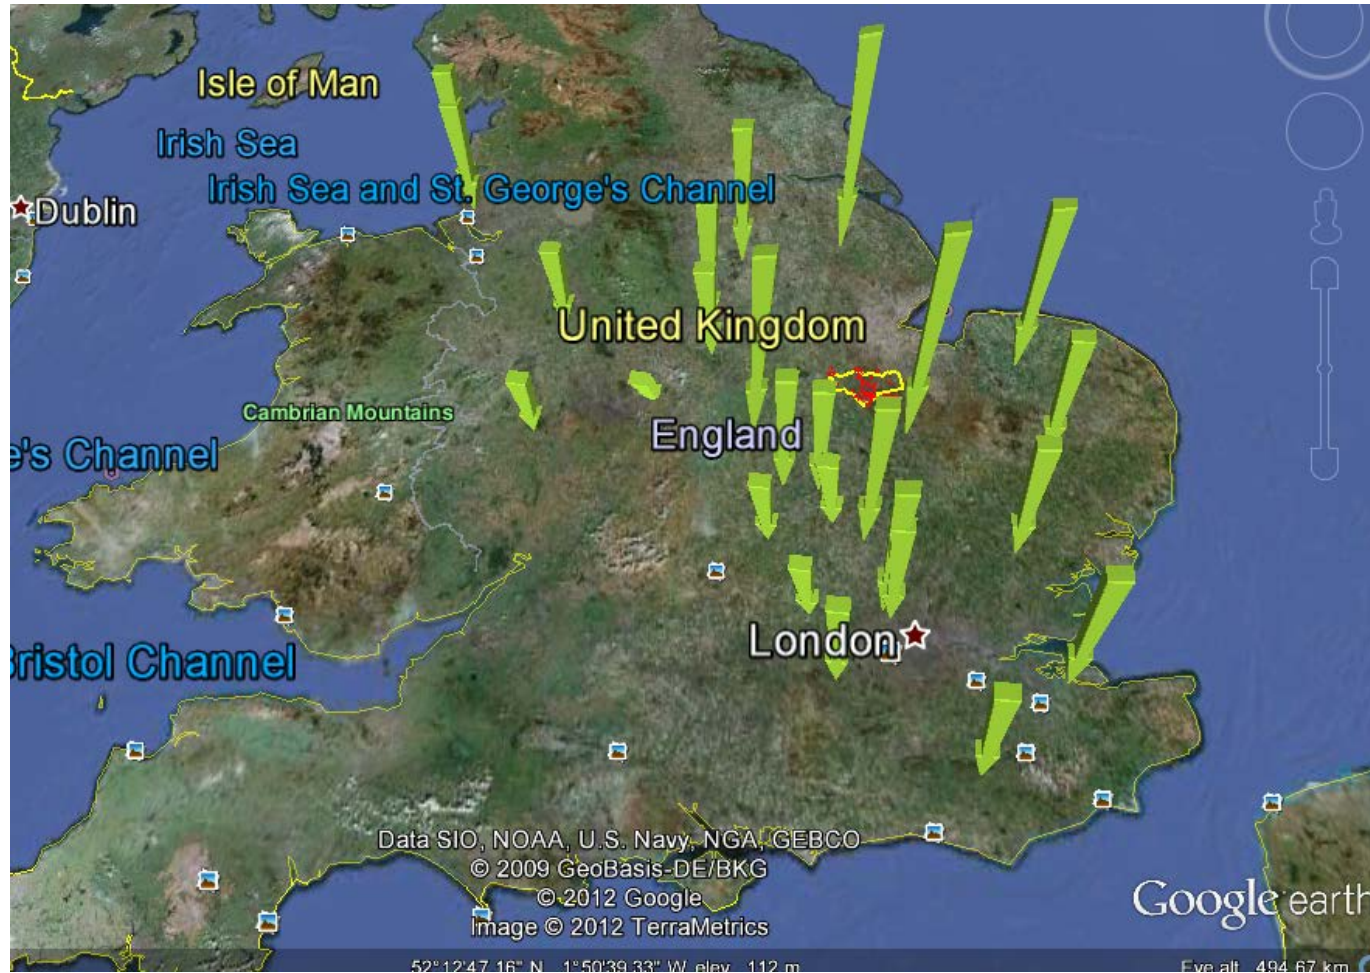 Isle of Man
Irish Sea
Irish Sea and St. George's Channel
Dublin
United Kingdom
Cambrian Mountains
England
e's Channel
London
Bristol Channel
Data SIO, NOAA, U.S. Navy, NGA, GEBCO
© 2009 GeoBasis-DE/BKG
© 2012 Google
Image © 2012 TerraMetrics
Google earth
52°12'47.16" N 1°50'39.33" W elev 112 m
Eye alt 494.67 km